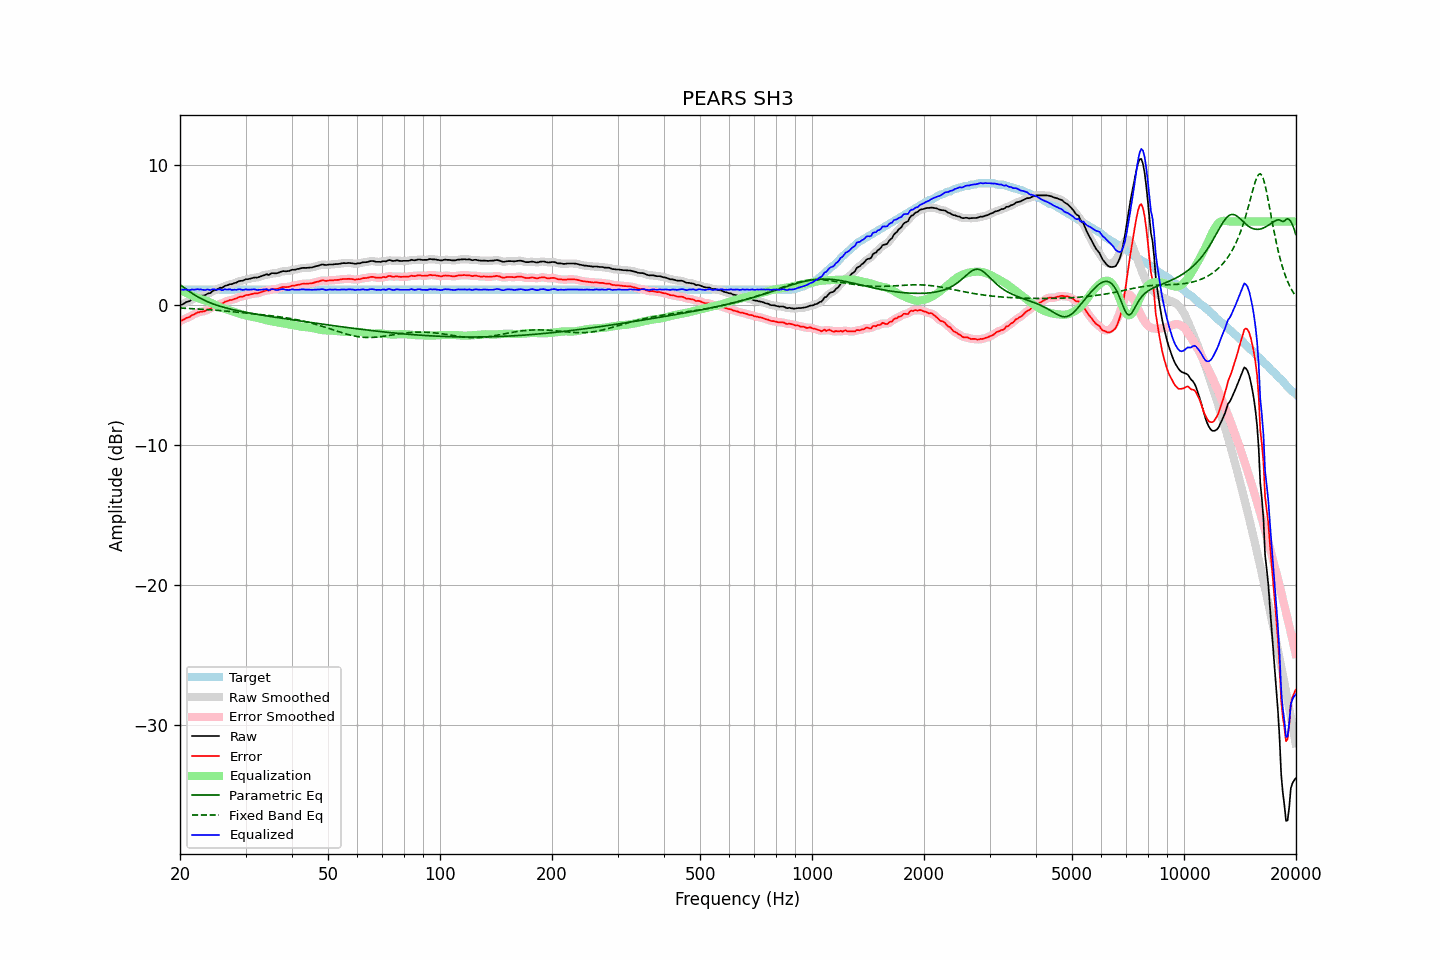 PEARS SH3
10
0
−10
−20
−30
Amplitude (dBr)
Target
Raw Smoothed
Error Smoothed
Raw
Error
Equalization
Parametric Eq
Fixed Band Eq
Equalized
20 50 100 200 500 1000 2000 5000 10000 20000
Frequency (Hz)